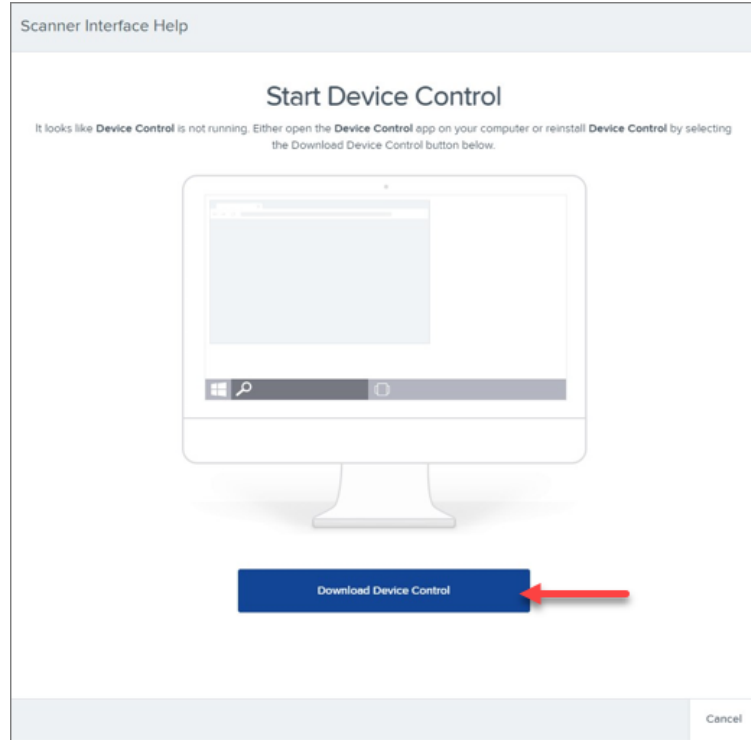 Scanner Interface Help
Start Device Control
It looks like Device Control is not running. Either open the Device Control app on your computer or reinstall Device Control by selecting
the Download Device Control button below.
Download Device Control
Cancel